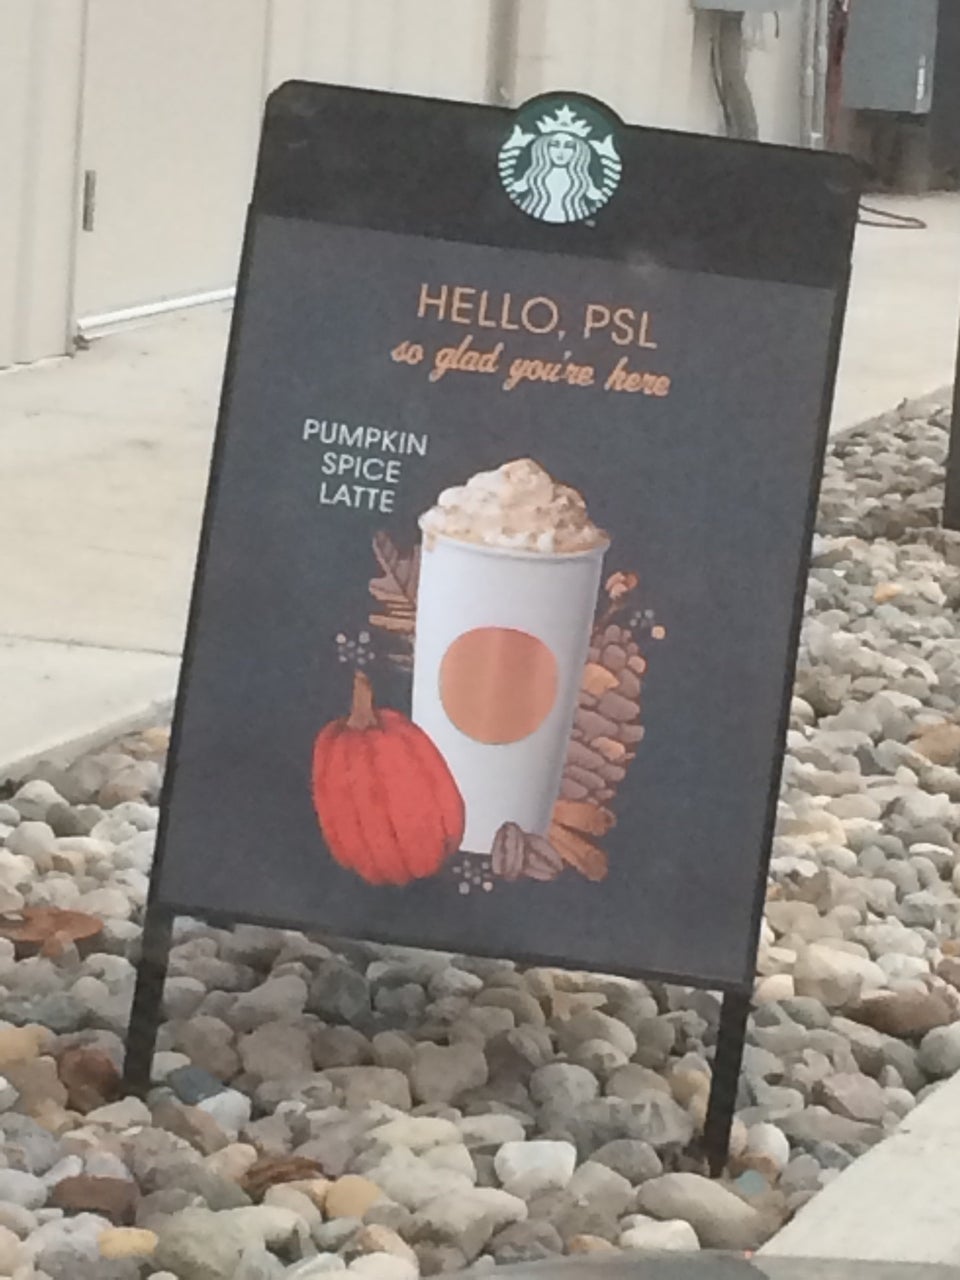 HELLO, PSL
so glad you're here
PUMPKIN
SPICE
LATTE